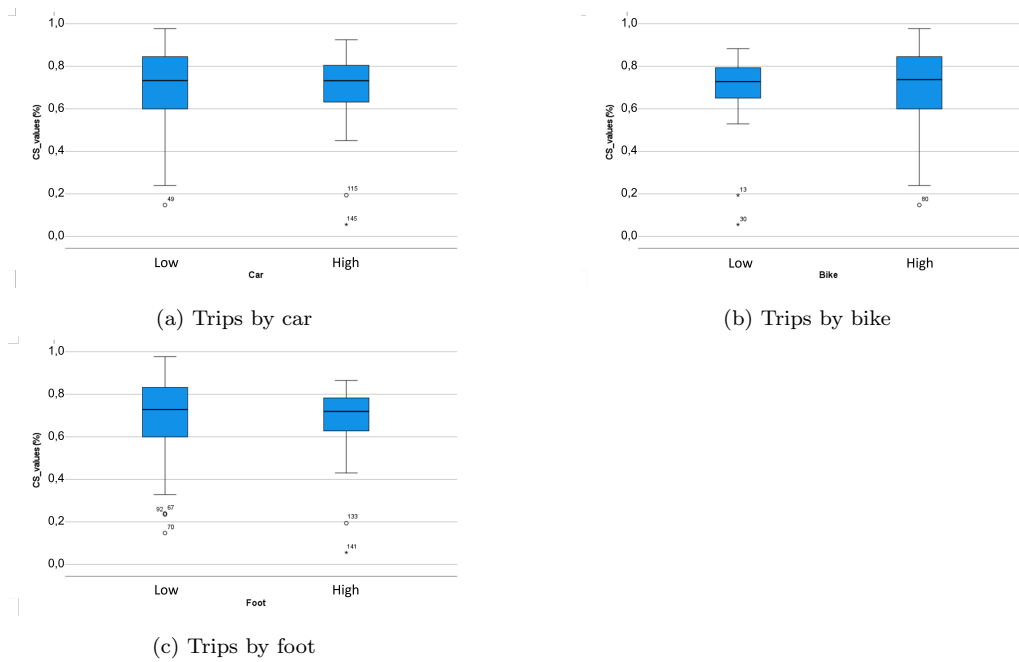 1,0
0,8
0,6
0,4
0,2
0,0
CS_values (%)
49
115
145
Low
High
Car
(a) Trips by car
1,0
0,8
0,6
0,4
0,2
0,0
CS_values (%)
13
30
80
Low
High
Bike
(b) Trips by bike
1,0
0,8
0,6
0,4
0,2
0,0
CS_values (%)
92 67
70
133
141
Low
High
Foot
(c) Trips by foot